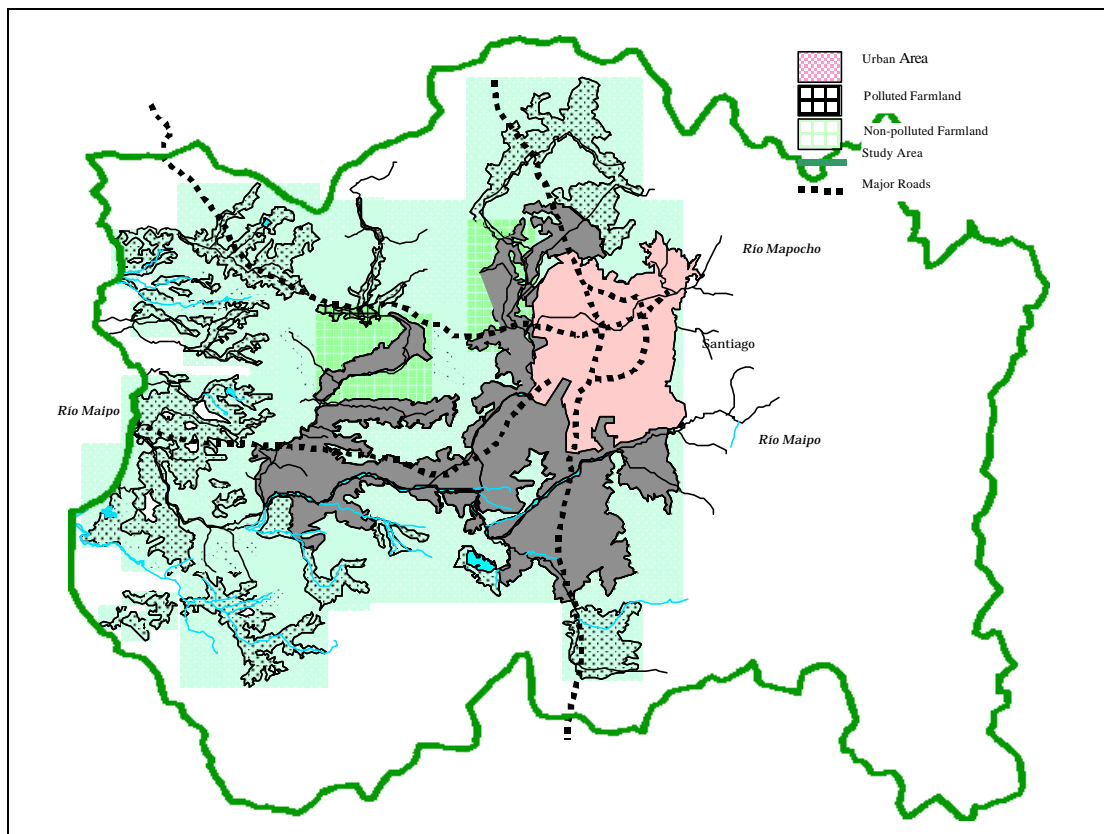 Urban Area
Polluted Farmland
Non-polluted Farmland
Study Area
Major Roads
Río Mapocho
Santiago
Río Maipo
Río Maipo